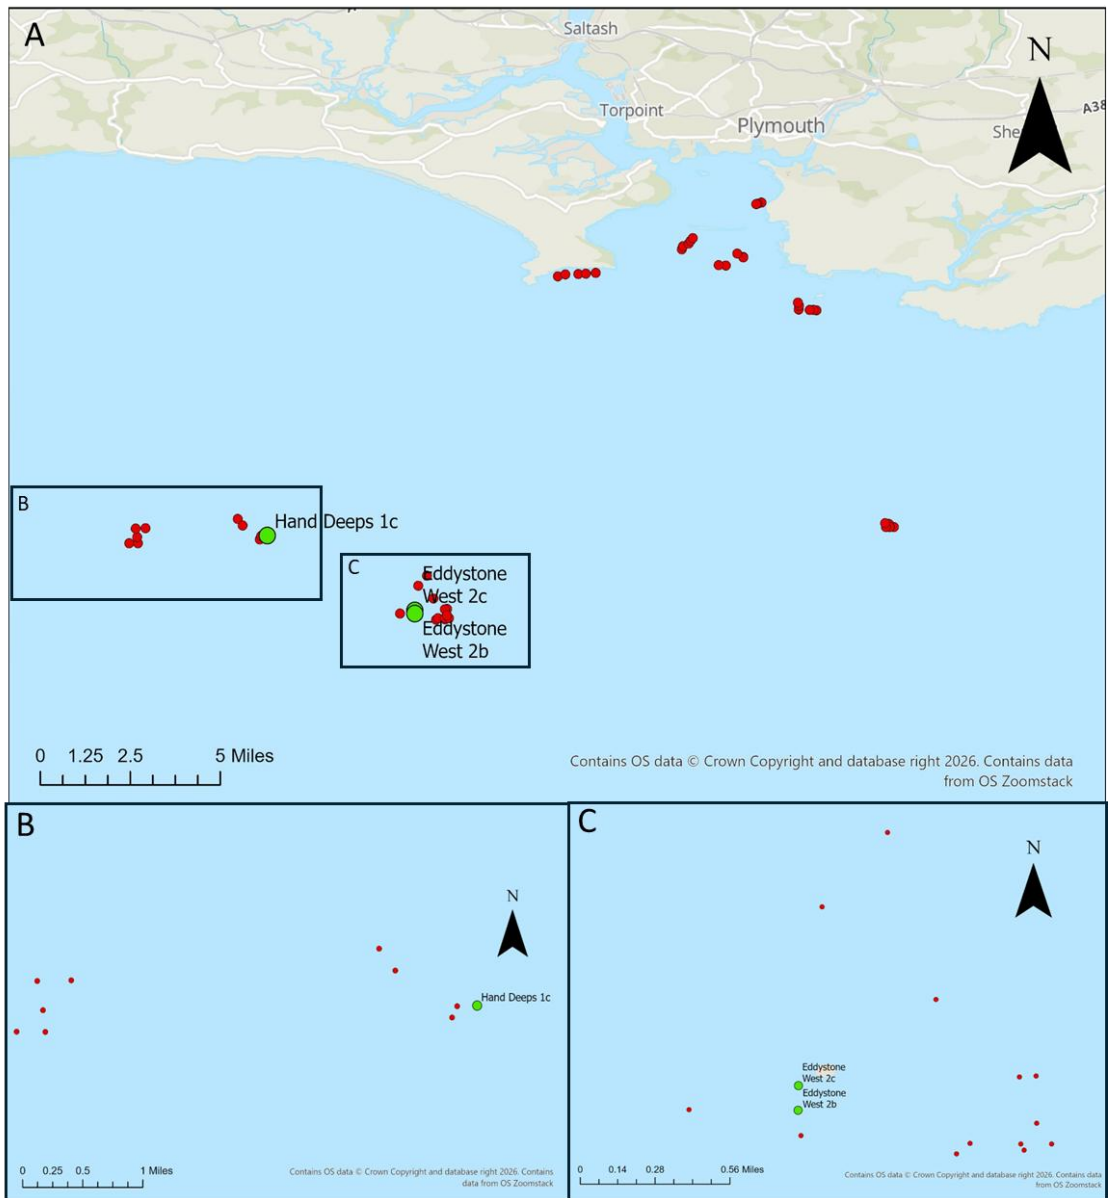 A
Saltash
N
Torpoint
A38
Plymouth
She
B
Hand Deeps 1c
C
Eddystone
West 2c
Eddystone
West 2b
0 1.25 2.5 5 Miles
Contains OS data © Crown Copyright and database right 2026. Contains data
from OS Zoomstack
B
N
Hand Deeps 1c
0 0.25 0.5 1 Miles
Contains OS data © Crown Copyright and database right 2026. Contains
data from OS Zoomstack
C
N
Eddystone
West 2c
Eddystone
West 2b
0 0.14 0.28 0.56 Miles
Contains OS data © Crown Copyright and database right 2026. Contains data
from OS Zoomstack